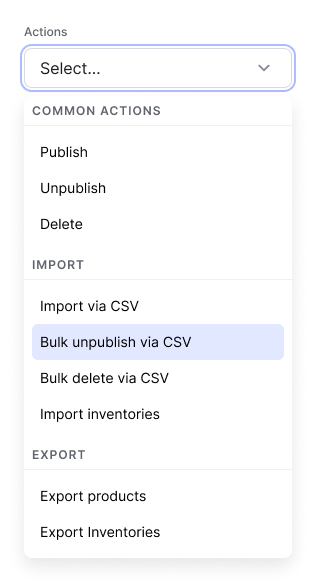 Actions
Select...
COMMON ACTIONS
Publish
Unpublish
Delete
IMPORT
Import via CSV
Bulk unpublish via CSV
Bulk delete via CSV
Import inventories
EXPORT
Export products
Export Inventories